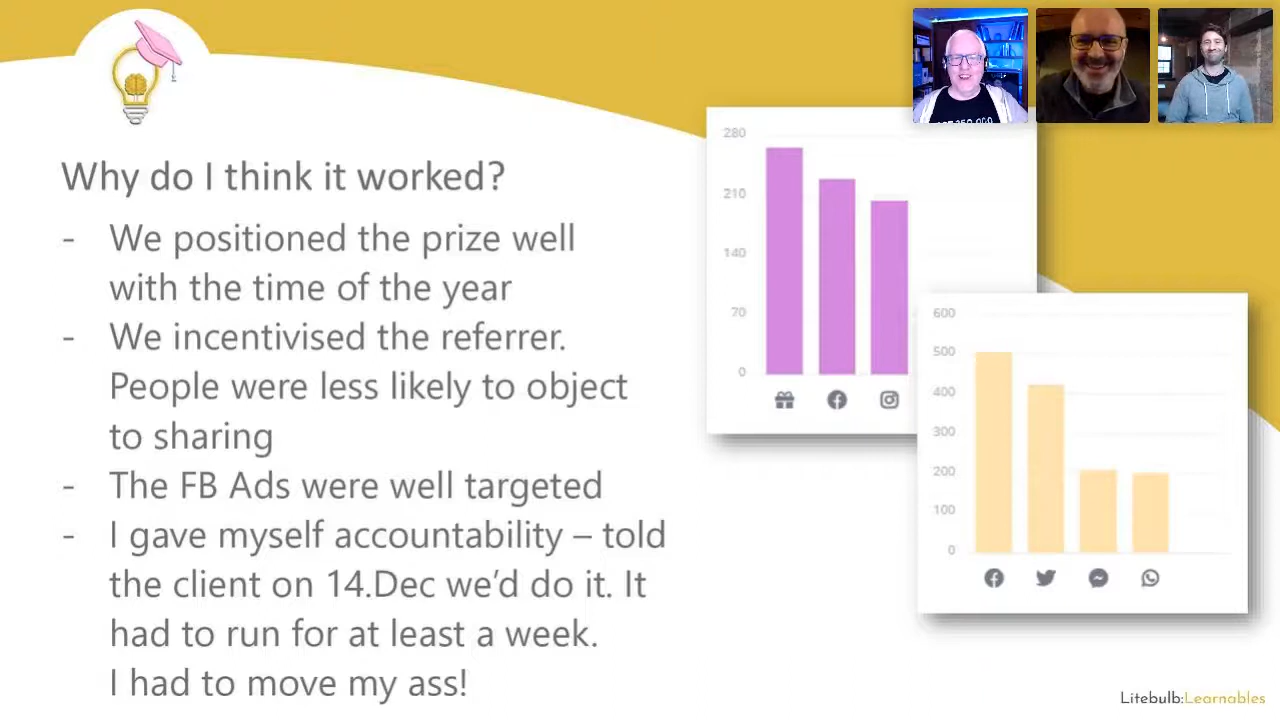 Why do I think it worked?
- We positioned the prize well
with the time of the year
- We incentivised the referrer.
People were less likely to object
to sharing
- The FB Ads were well targeted
- I gave myself accountability – told
the client on 14.Dec we'd do it. It
had to run for at least a week.
I had to move my ass!
280
210
140
70
0
600
500
400
300
200
100
0
Litebulb:Learnables